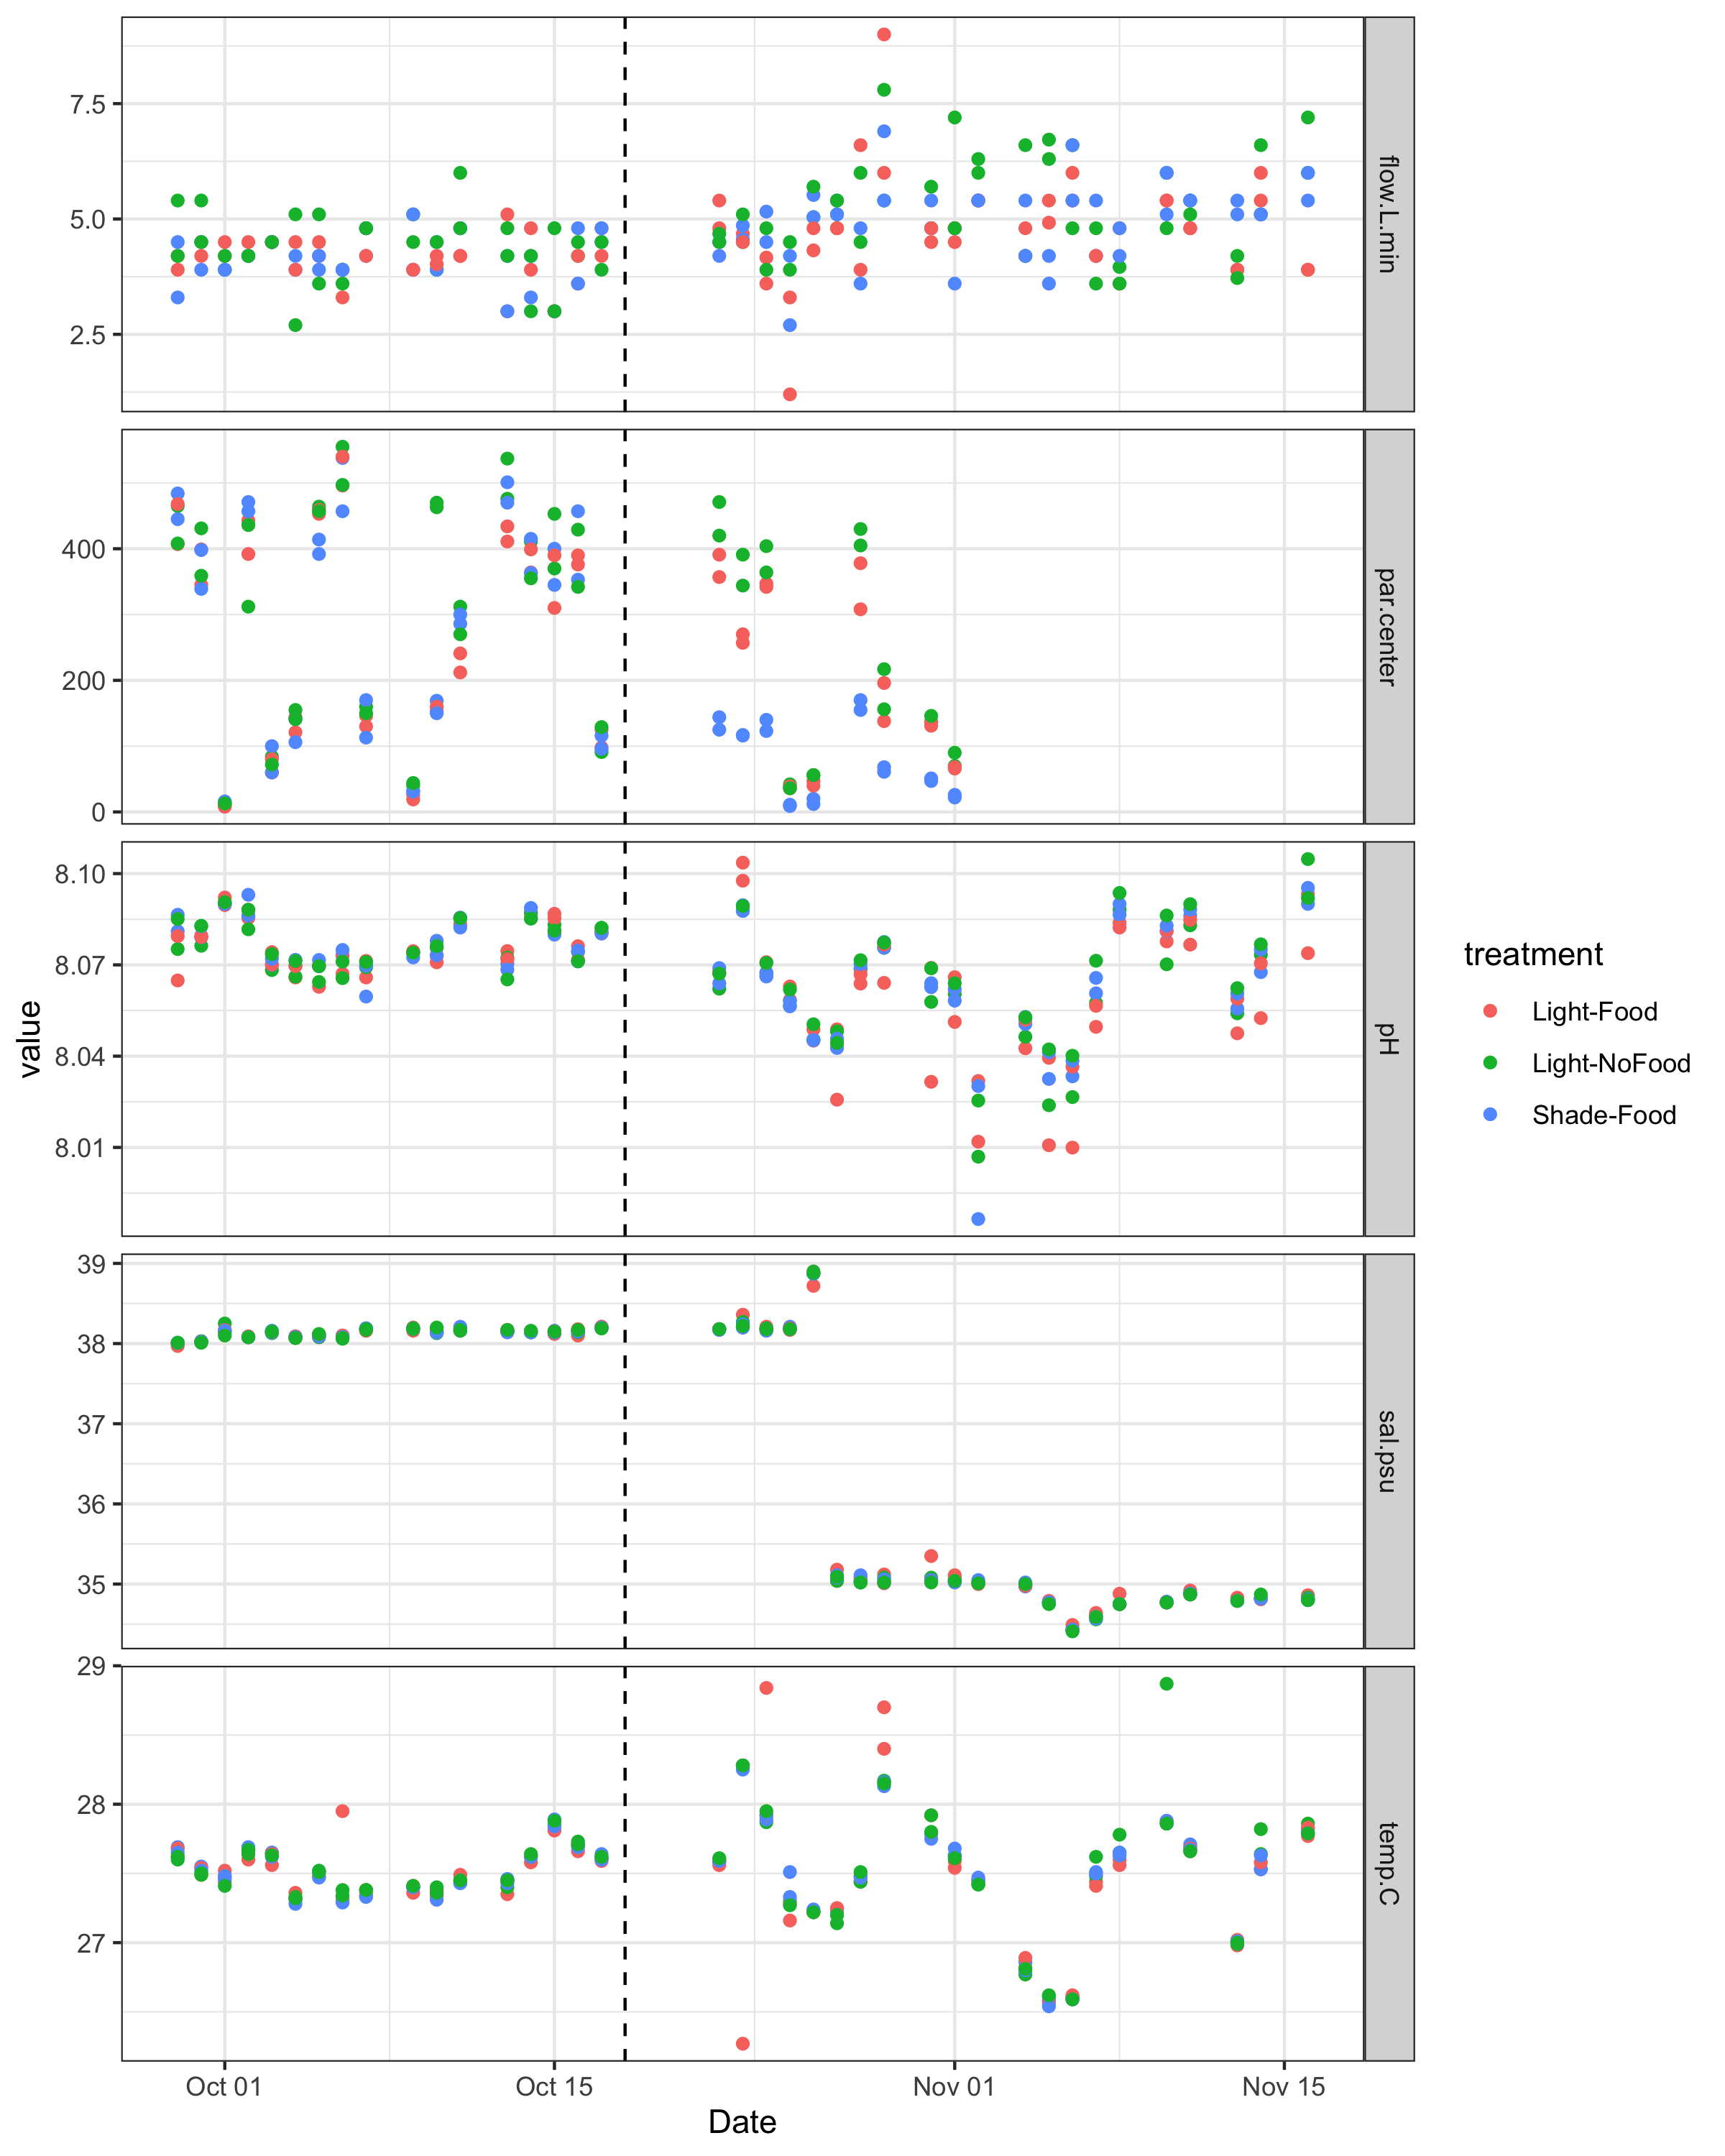 value
7.5
5.0
2.5
flow.L.min
400
200
0
par.center
8.10
8.07
8.04
8.01
pH
39
38
37
36
35
sal.psu
29
28
27
temp.C
Oct 01
Oct 15
Nov 01
Nov 15
Date
treatment
Light-Food
Light-NoFood
Shade-Food